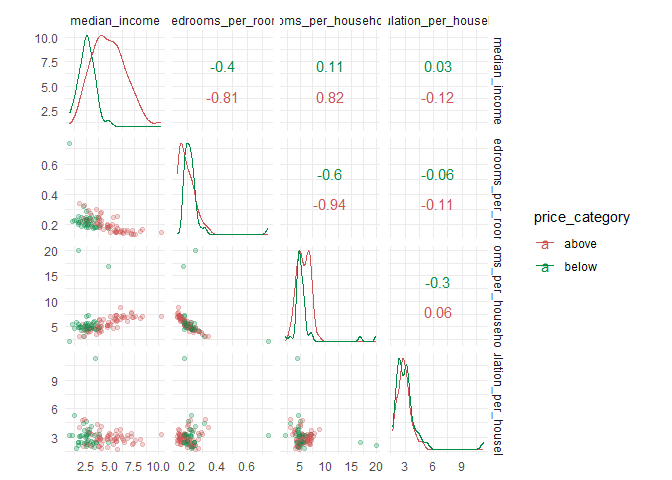 median_income edrooms_per_roor oms_per_househo ulation_per_househ
10.0
7.5
5.0
2.5
-0.4
-0.81
0.11
0.82
0.03
-0.12
median_income
0.6
0.4
0.2
-0.6
-0.94
-0.06
-0.11
edrooms_per_roor
20
15
10
5
-0.3
0.06
oms_per_househo
9
6
3
ulation_per_househ
2.5 5.0 7.5 10.0 0.2 0.4 0.6 5 10 15 20 3 6 9
price_category
a above
a below